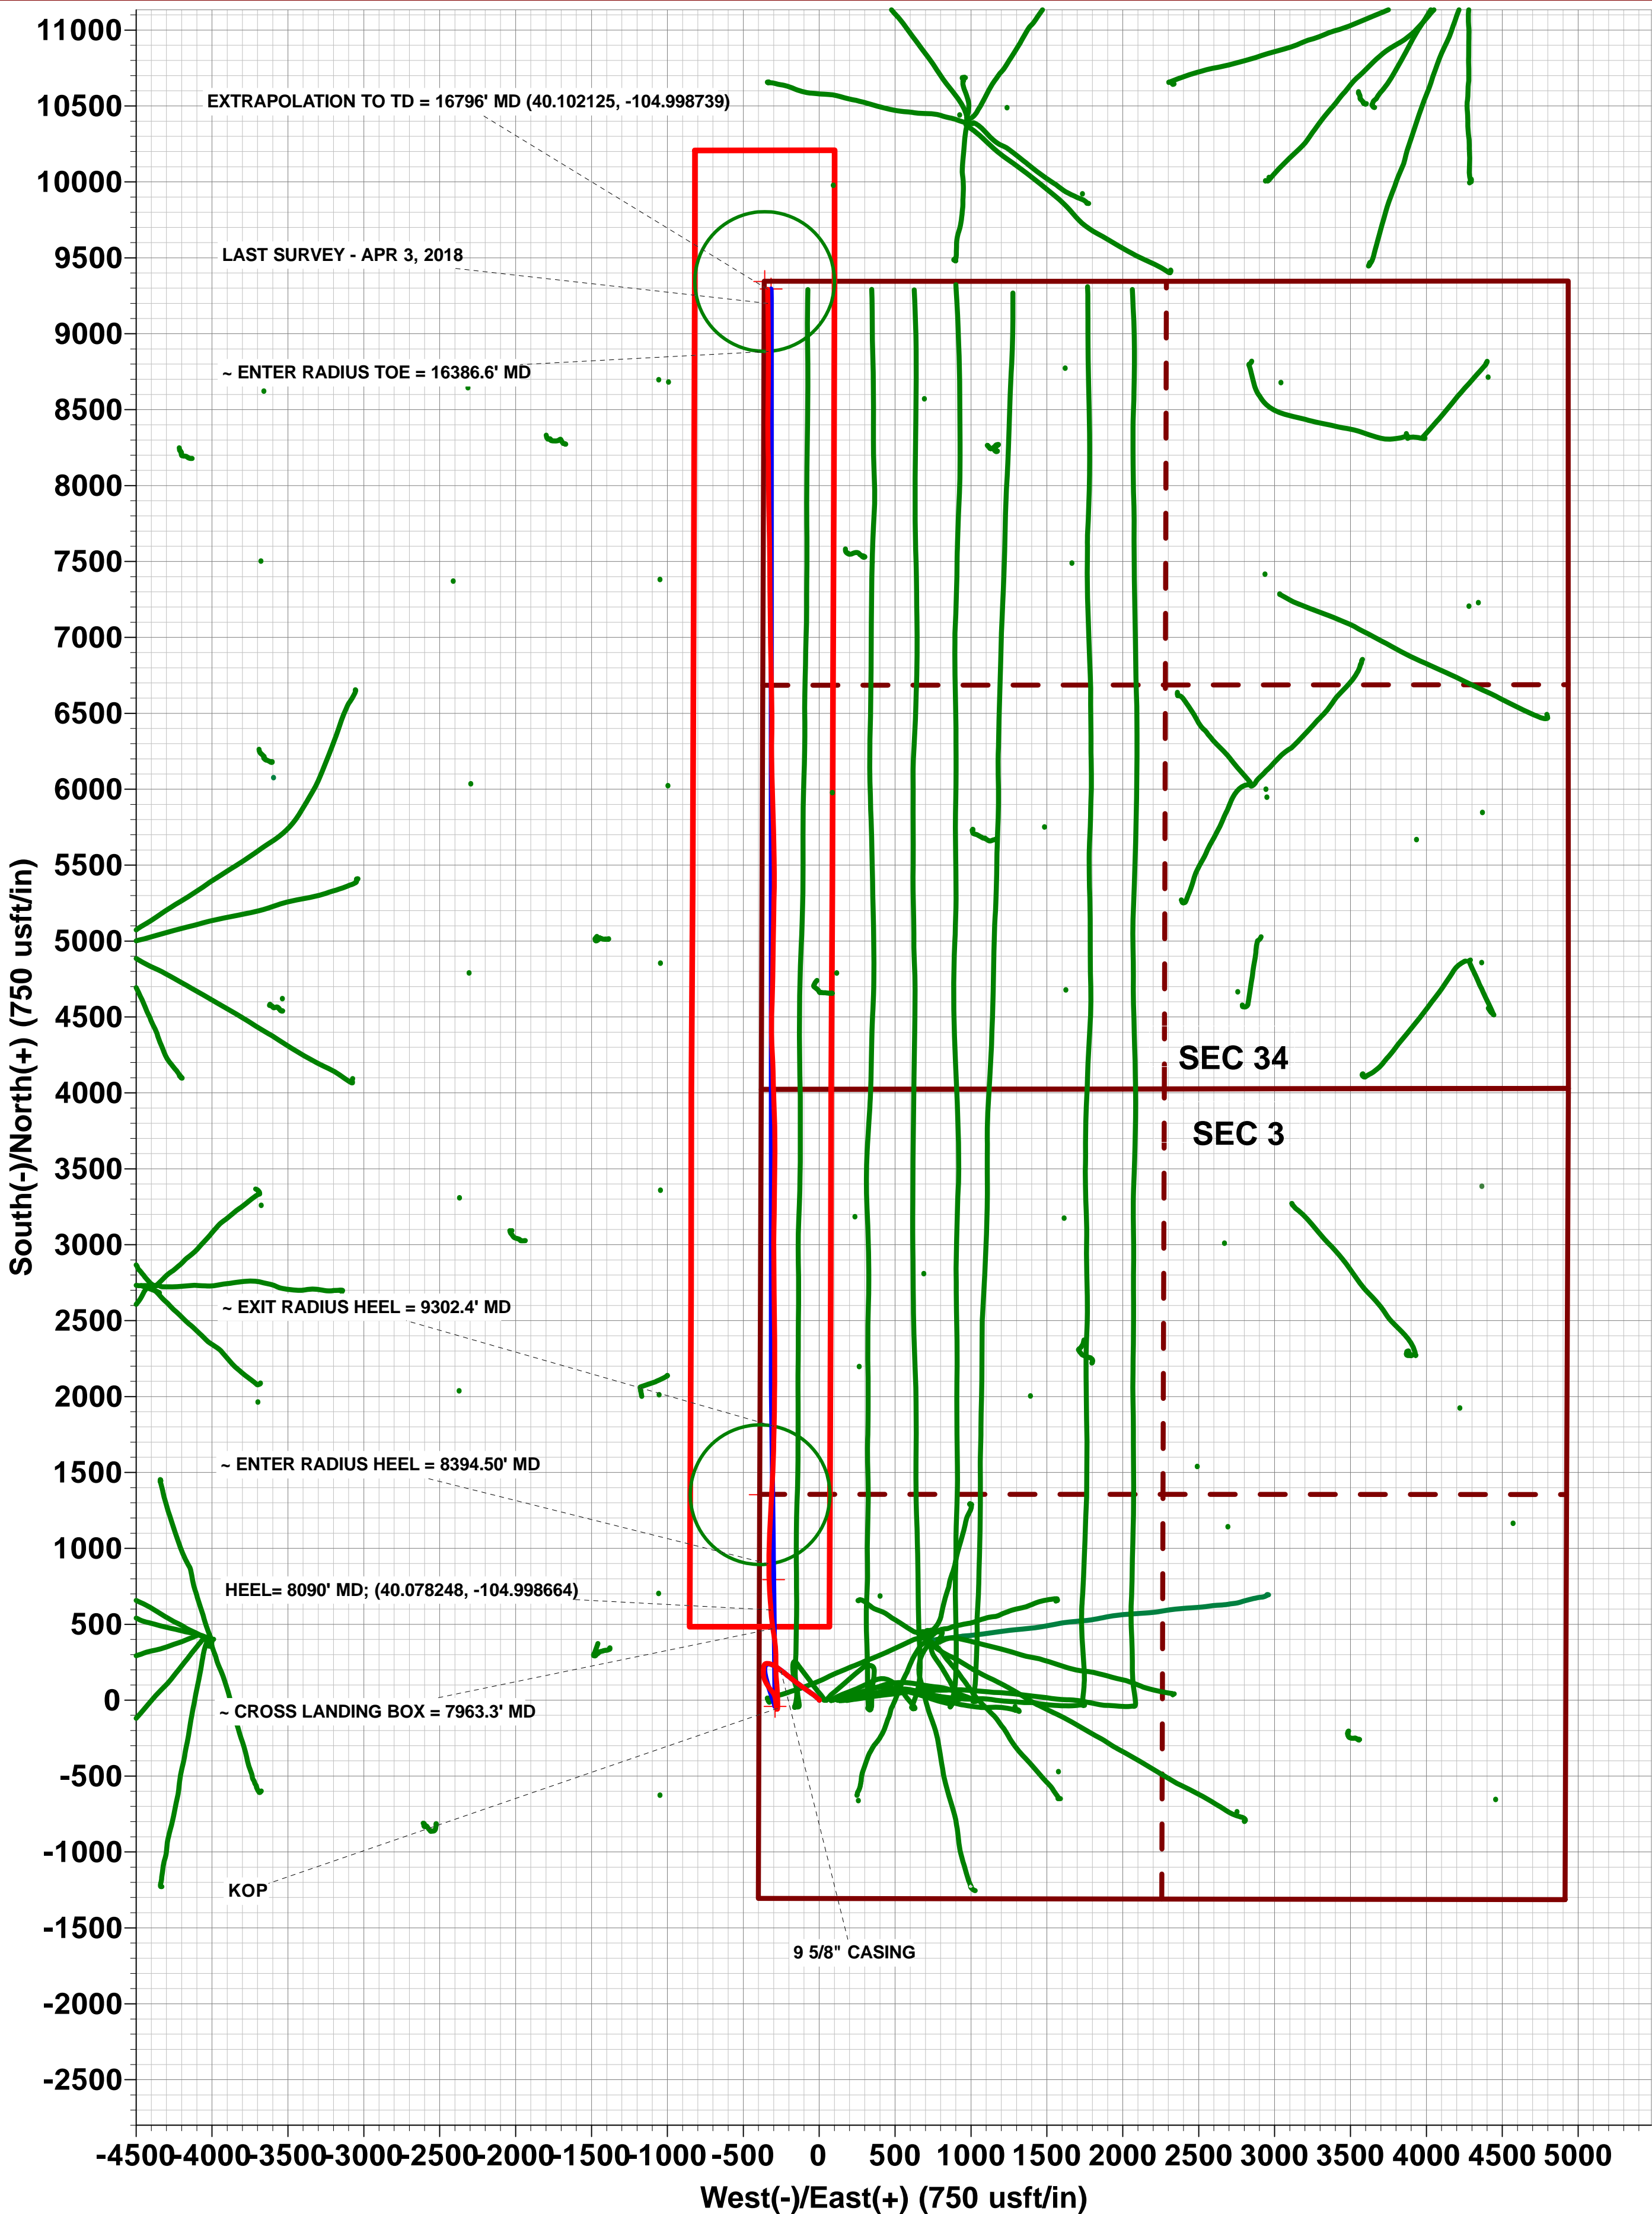 11000
10500
10000
9500
9000
8500
8000
7500
7000
6500
6000
5500
5000
4500
4000
3500
3000
2500
2000
1500
1000
500
0
-500
-1000
-1500
-2000
-2500
South(-)/North(+) (750 usft/in)
EXTRAPOLATION TO TD = 16796' MD (40.102125, -104.998739)
LAST SURVEY - APR 3, 2018
~ ENTER RADIUS TOE = 16386.6' MD
SEC 34
SEC 3
~ EXIT RADIUS HEEL = 9302.4' MD
~ ENTER RADIUS HEEL = 8394.50' MD
HEEL= 8090' MD; (40.078248, -104.998664)
~ CROSS LANDING BOX = 7963.3' MD
KOP
9 5/8" CASING
-4500 -4000 -3500 -3000 -2500 -2000 -1500 -1000 -500 0 500 1000 1500 2000 2500 3000 3500 4000 4500 5000
West(-)/East(+) (750 usft/in)